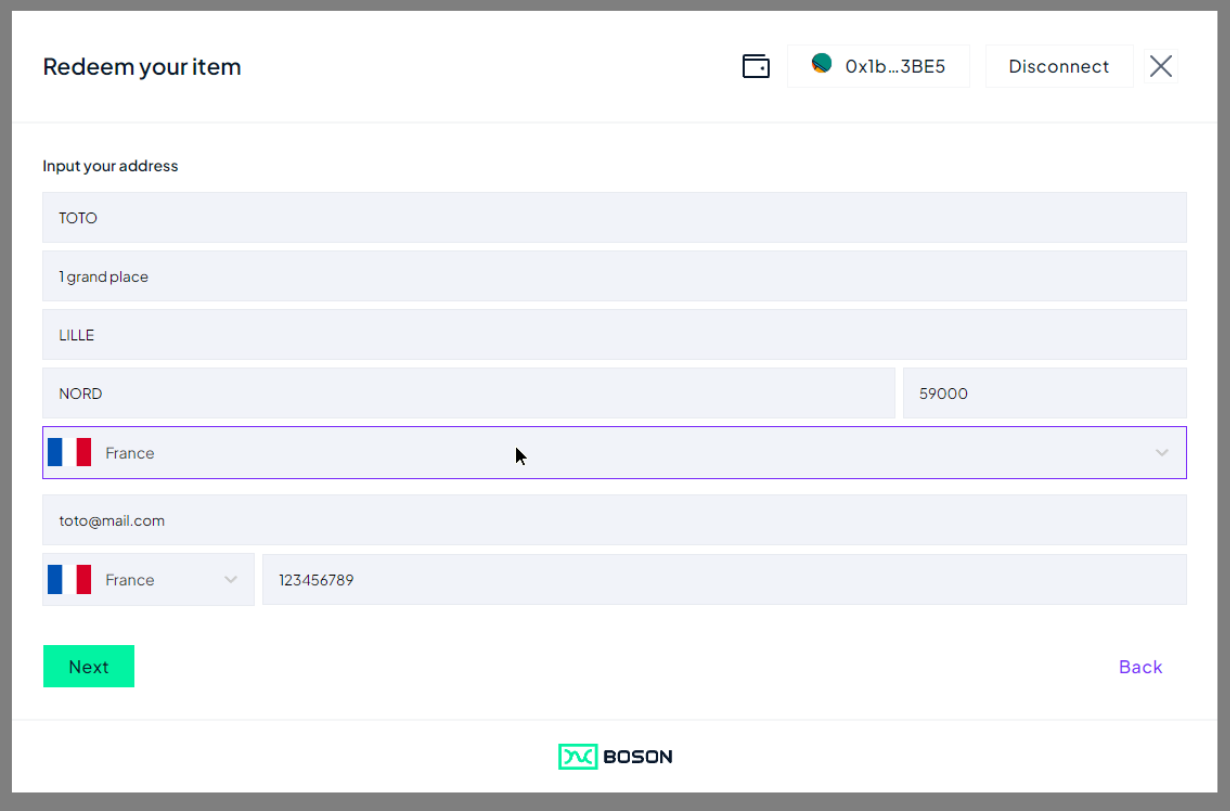 Redeem your item
0x1b...3BE5
Disconnect
Input your address
TOTO
1 grand place
LILLE
NORD 59000
France
toto@mail.com
France 123456789
Next Back
BOSON